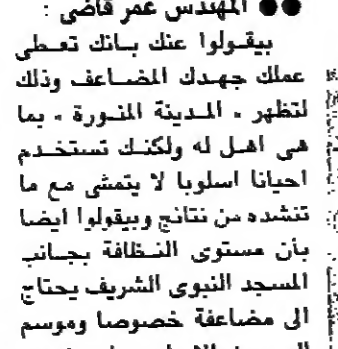 ●● المهندس عمر قاضى :
بيقولوا عنك بانك تعطى
عملك جهدك المضاعف وذلك
لتظهر « المدينة المنورة » بما
هى اهل له ولكنك تستخدم
احيانا اسلوبا لا يتمشى مع ما
تنشده من نتائج وبيقولوا ايضا
بأن مستوى النظافة بجانب
المسجد النبوى الشريف يحتاج
الى مضاعفة خصوصا وموسم